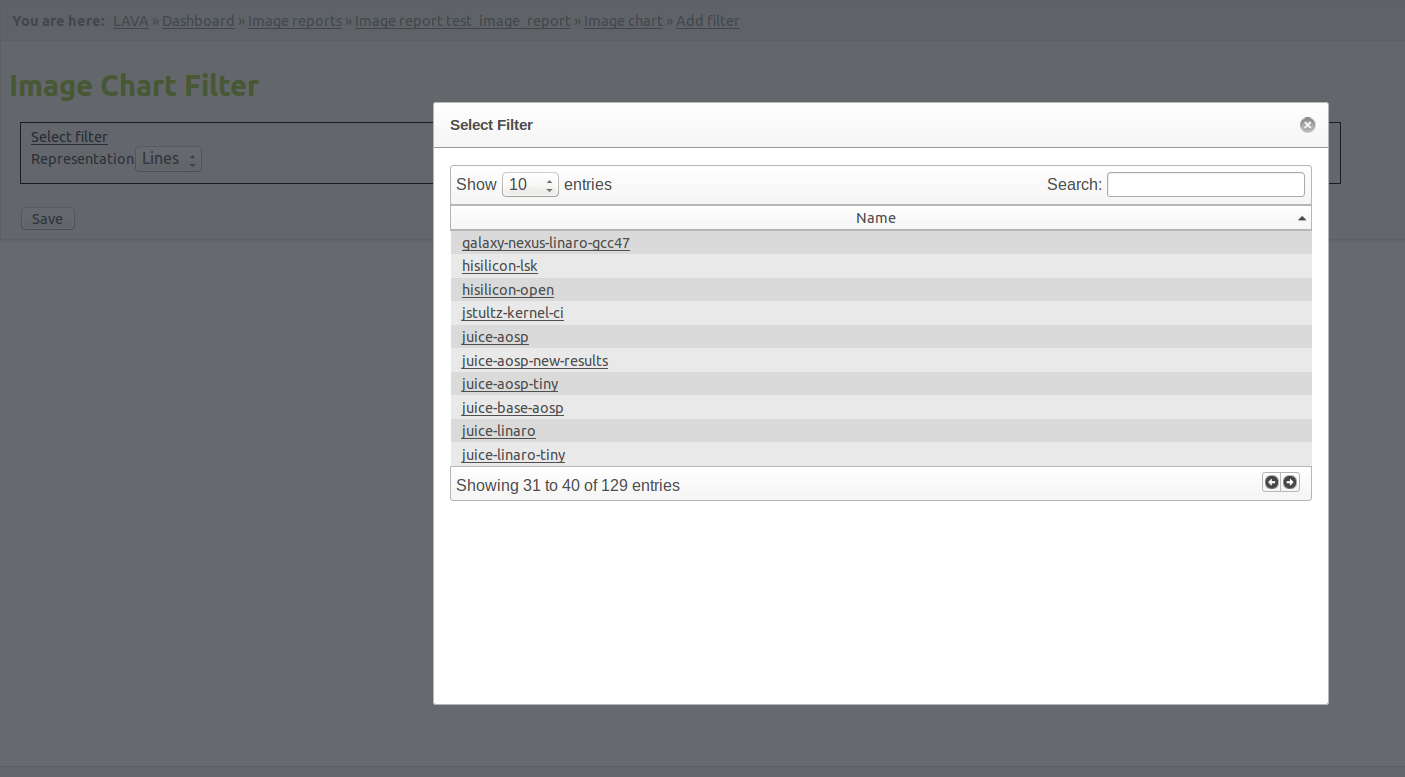 You are here: LAVA » Dashboard » Image reports » Image report test_image_report » Image chart » Add filter
Image Chart Filter
Select filter
Representation Lines
Save
Select Filter
Show 10 entries Search:
Name
galaxy-nexus-linaro-gcc47
hisilicon-lsk
hisilicon-open
jstultz-kernel-ci
juice-aosp
juice-aosp-new-results
juice-aosp-tiny
juice-base-aosp
juice-linaro
juice-linaro-tiny
Showing 31 to 40 of 129 entries